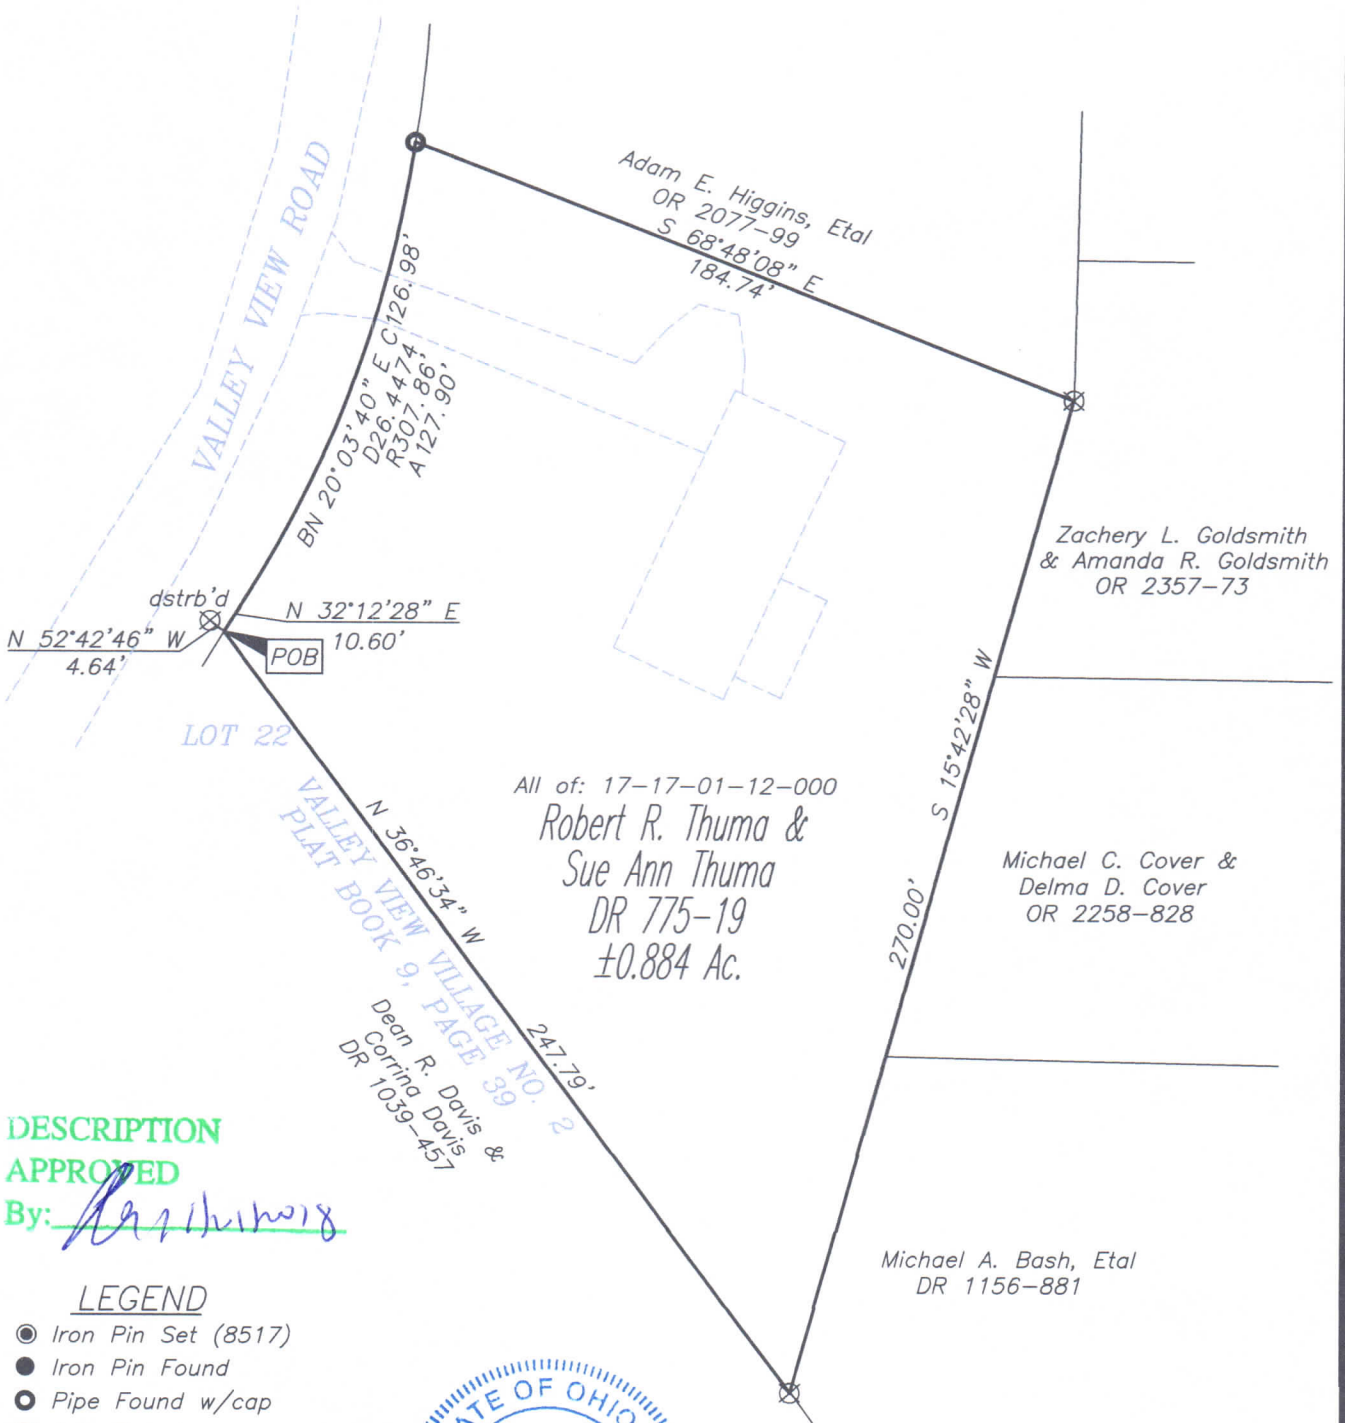 VALLEY VIEW ROAD
Adam E. Higgins, Etal
OR 2077-99
S 68°48'08" E
184.74'
BN 20°03'40" E C126.98'
D26.4474,
R307.86,
A127.90'
Zachery L. Goldsmith
& Amanda R. Goldsmith
OR 2357-73
dstrb'd
N 32°12'28" E
10.60'
N 52°42'46" W
4.64'
POB
LOT 22
S 15°42'28" W
270.00'
All of: 17-17-01-12-000
Robert R. Thuma &
Sue Ann Thuma
DR 775-19
±0.884 Ac.
N 36°46'34" W
247.79'
VALLEY VIEW VILLAGE NO. 2
PLAT BOOK 9, PAGE 39
Dean R. Davis &
Corrina Davis
DR 1039-457
Michael C. Cover &
Delma D. Cover
OR 2258-828
Michael A. Bash, Etal
DR 1156-881
DESCRIPTION
APPROVED
By:
LEGEND
Iron Pin Set (8517)
Iron Pin Found
Pipe Found w/cap
ATE OF OHIO